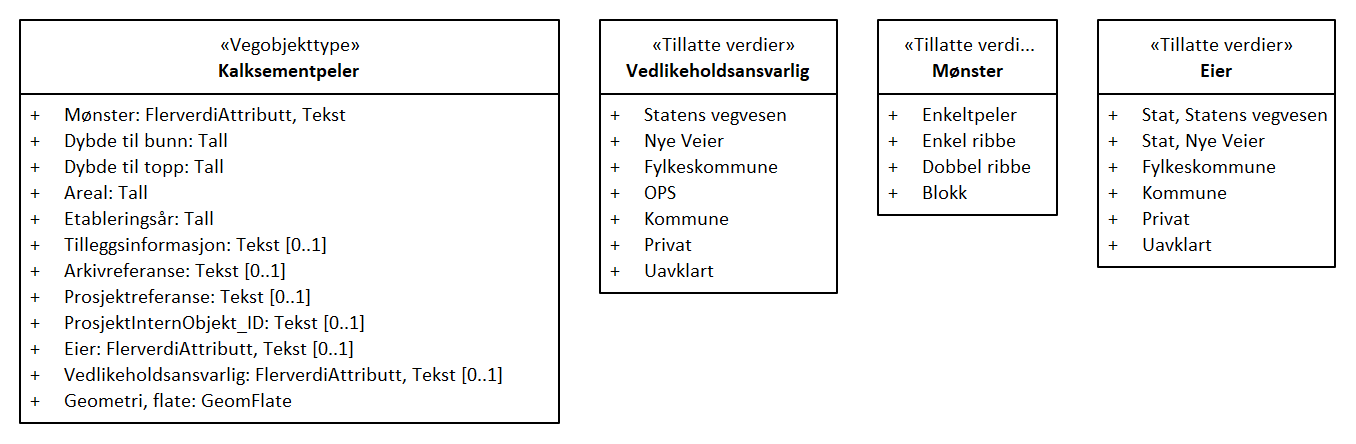 «Vegobjekttype»
Kalksementpeler
+ Mønster: FlerverdiAttributt, Tekst
+ Dybde til bunn: Tall
+ Dybde til topp: Tall
+ Areal: Tall
+ Etableringsår: Tall
+ Tilleggsinformasjon: Tekst [0..1]
+ Arkivreferanse: Tekst [0..1]
+ Prosjektreferanse: Tekst [0..1]
+ ProsjektInternObjekt_ID: Tekst [0..1]
+ Eier: FlerverdiAttributt, Tekst [0..1]
+ Vedlikeholdsansvarlig: FlerverdiAttributt, Tekst [0..1]
+ Geometri, flate: GeomFlate
«Tillatte verdier»
Vedlikeholdsansvarlig
+ Statens vegvesen
+ Nye Veier
+ Fylkeskommune
+ OPS
+ Kommune
+ Privat
+ Uavklart
«Tillatte verdi...
Mønster
+ Enkeltpeler
+ Enkel ribbe
+ Dobbel ribbe
+ Blokk
«Tillatte verdier»
Eier
+ Stat, Statens vegvesen
+ Stat, Nye Veier
+ Fylkeskommune
+ Kommune
+ Privat
+ Uavklart